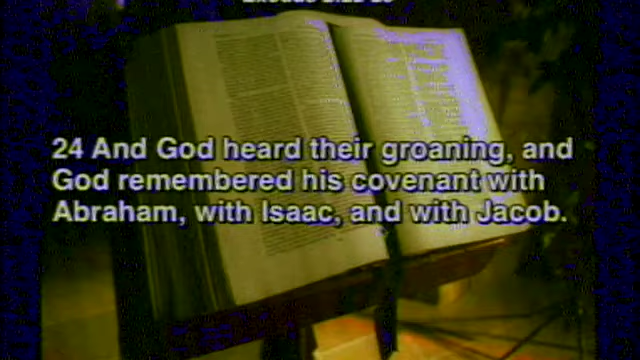 24 And God heard their groaning, and
God remembered his covenant with
Abraham, with Isaac, and with Jacob.